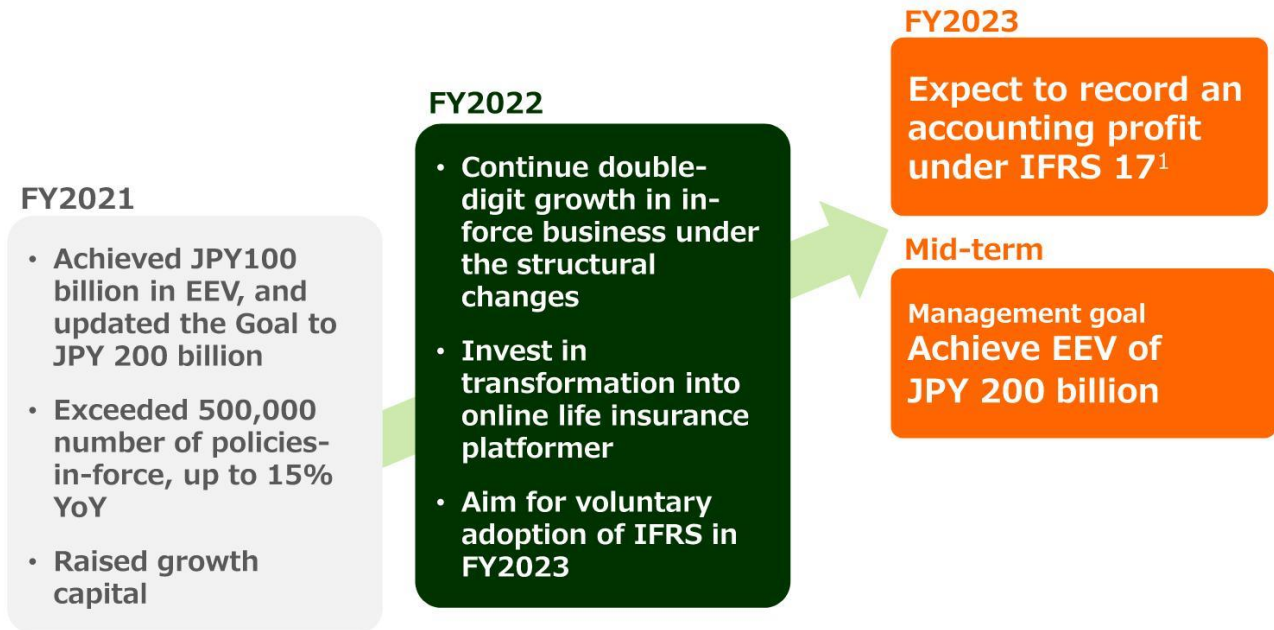 FY2021
• Achieved JPY100
billion in EEV, and
updated the Goal to
JPY 200 billion
• Exceeded 500,000
number of policies-
in-force, up to 15%
YoY
• Raised growth
capital
FY2022
• Continue double-
digit growth in in-
force business under
the structural
changes
• Invest in
transformation into
online life insurance
platformer
• Aim for voluntary
adoption of IFRS in
FY2023
FY2023
Expect to record an
accounting profit
under IFRS 17¹
Mid-term
Management goal
Achieve EEV of
JPY 200 billion